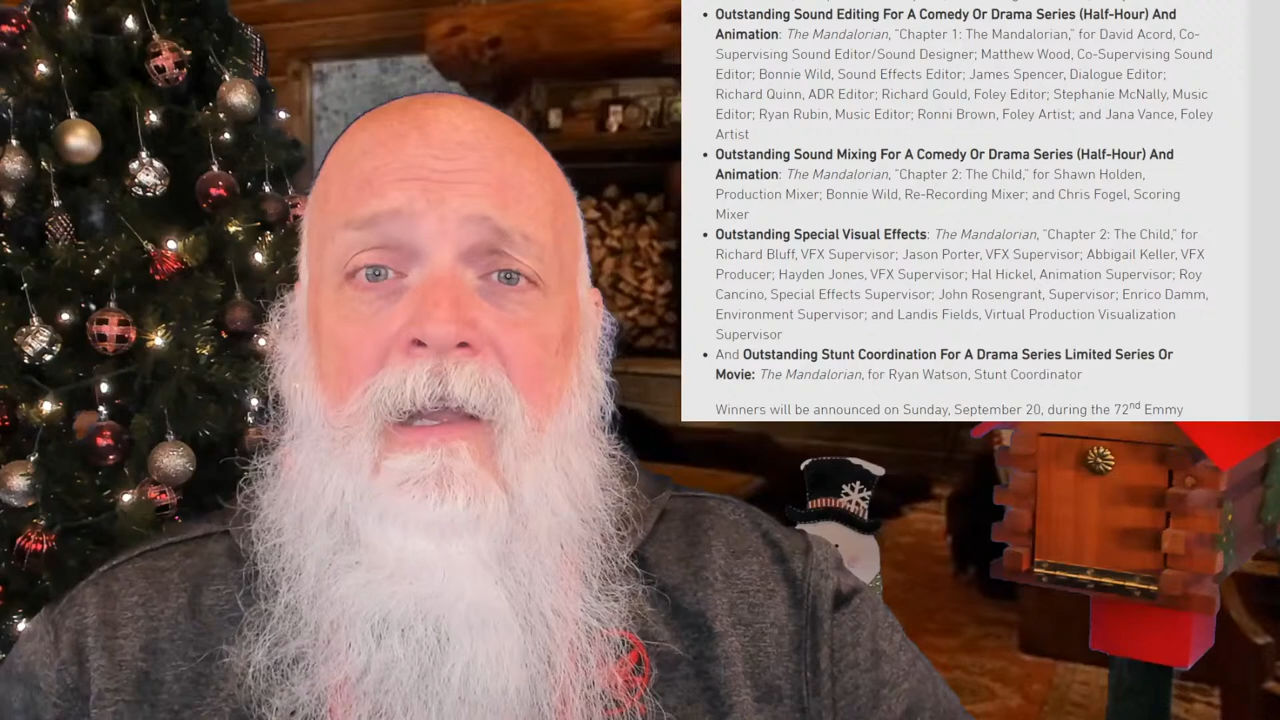 Outstanding Sound Editing For A Comedy Or Drama Series (Half-Hour) And
Animation: The Mandalorian, “Chapter 1: The Mandalorian,” for David Acord, Co-
Supervising Sound Editor/Sound Designer; Matthew Wood, Co-Supervising Sound
Editor; Bonnie Wild, Sound Effects Editor; James Spencer, Dialogue Editor;
Richard Quinn, ADR Editor; Richard Gould, Foley Editor; Stephanie McNally, Music
Editor; Ryan Rubin, Music Editor; Ronni Brown, Foley Artist; and Jana Vance, Foley
Artist
Outstanding Sound Mixing For A Comedy Or Drama Series (Half-Hour) And
Animation: The Mandalorian, “Chapter 2: The Child,” for Shawn Holden,
Production Mixer; Bonnie Wild, Re-Recording Mixer; and Chris Fogel, Scoring
Mixer
Outstanding Special Visual Effects: The Mandalorian, “Chapter 2: The Child,” for
Richard Bluff, VFX Supervisor; Jason Porter, VFX Supervisor; Abbigail Keller, VFX
Producer; Hayden Jones, VFX Supervisor; Hal Hickel, Animation Supervisor; Roy
Cancino, Special Effects Supervisor; John Rosengrant, Supervisor; Enrico Damm,
Environment Supervisor; and Landis Fields, Virtual Production Visualization
Supervisor
And Outstanding Stunt Coordination For A Drama Series Limited Series Or
Movie: The Mandalorian, for Ryan Watson, Stunt Coordinator
Winners will be announced on Sunday, September 20, during the 72nd Emmy